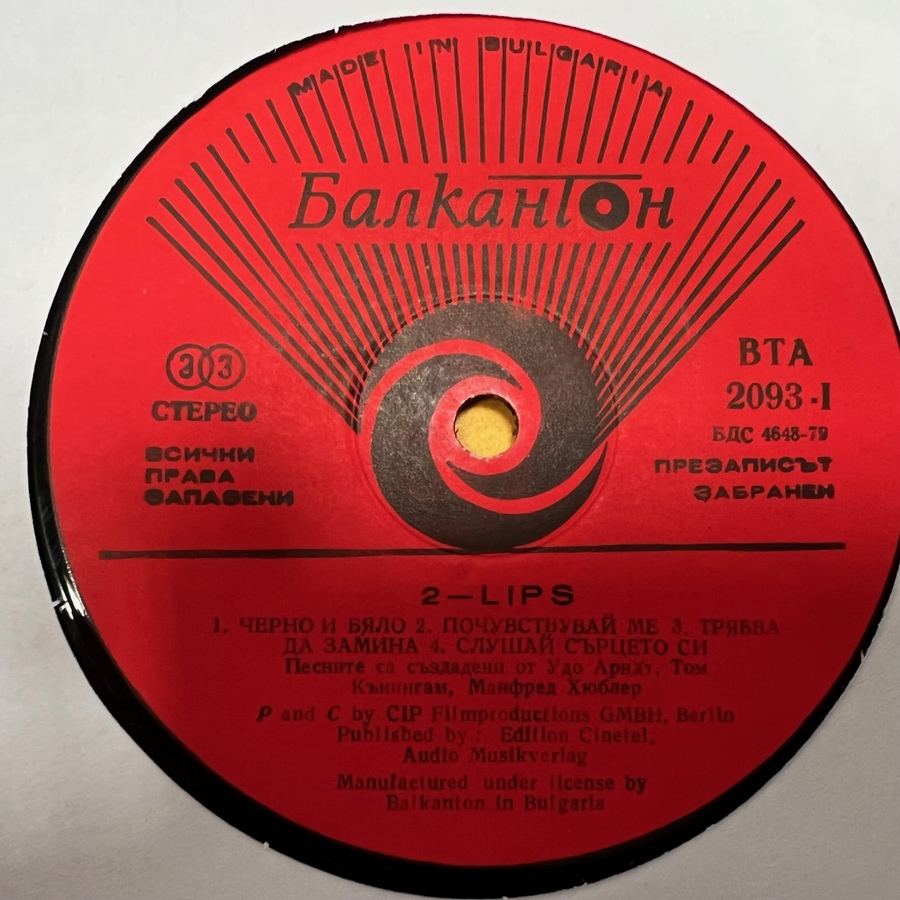 MADE IN BULGARIA
Балкантон
33
СТЕРЕО
ВСИЧКИ
ПРАВА
ЗАПАЗЕНИ
ВТА
2093-I
БДС 4648-79
ПРЕЗАПИСЪТ
ЗАБРАНЕН
2-LIPS
1. ЧЕРНО И БЯЛО 2. ПОЧУВСТВУВАЙ МЕ 3. ТРЯБВА
ДА ЗАМИНА 4. СЛУШАЙ СЪРЦЕТО СИ
Песните са създадени от Удо Арндт, Том
Кънингам, Манфред Хюблер
P and C by CIP Filmproductions GMBH, Berlin
Published by: Edition Cinetel,
Audio Musikverlag
Manufactured under license by
Balkanton in Bulgaria